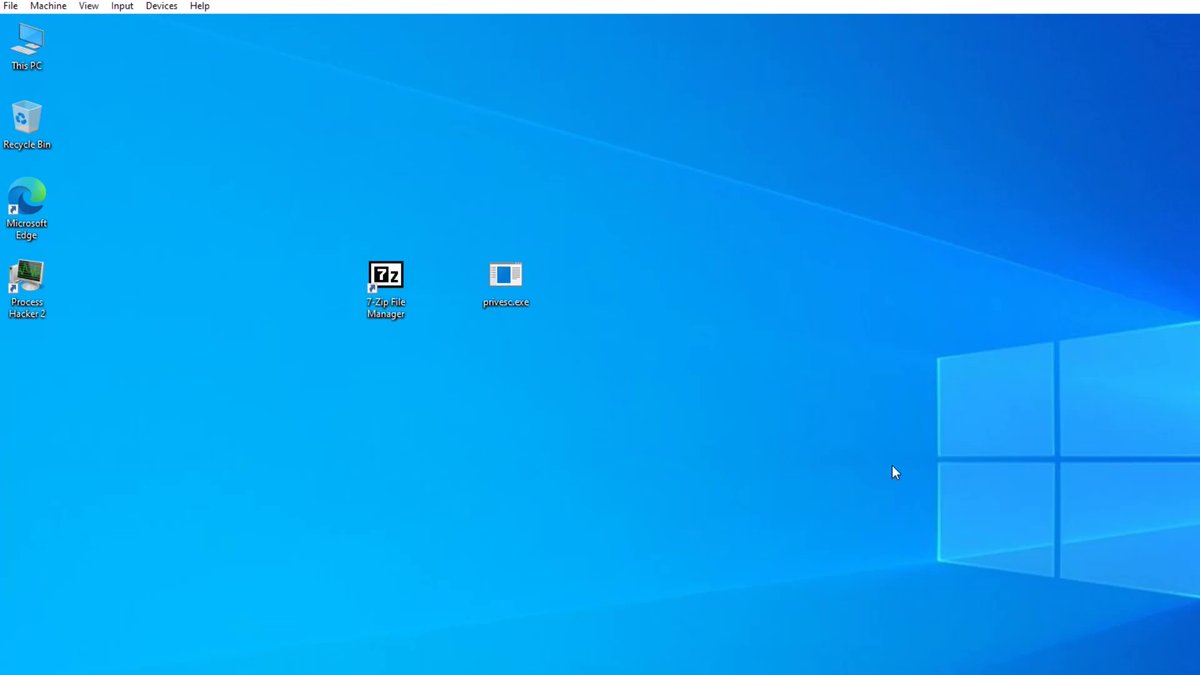 File Machine View Input Devices Help
This PC
Recycle Bin
Microsoft
Edge
Process
Hacker 2
7z
7-Zip File
Manager
privesc.exe